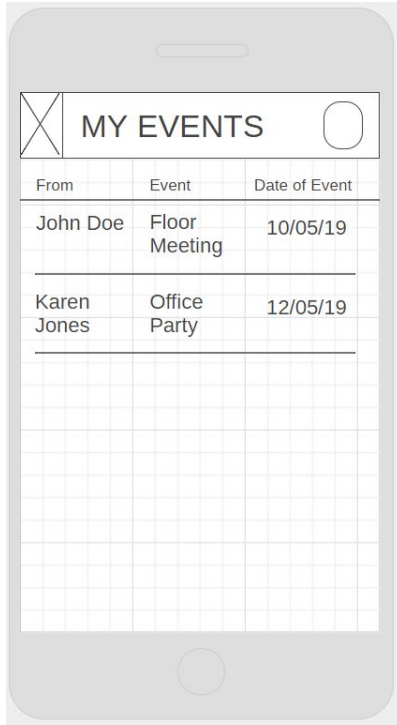 MY EVENTS
From Event Date of Event
John Doe Floor Meeting 10/05/19
Karen Jones Office Party 12/05/19